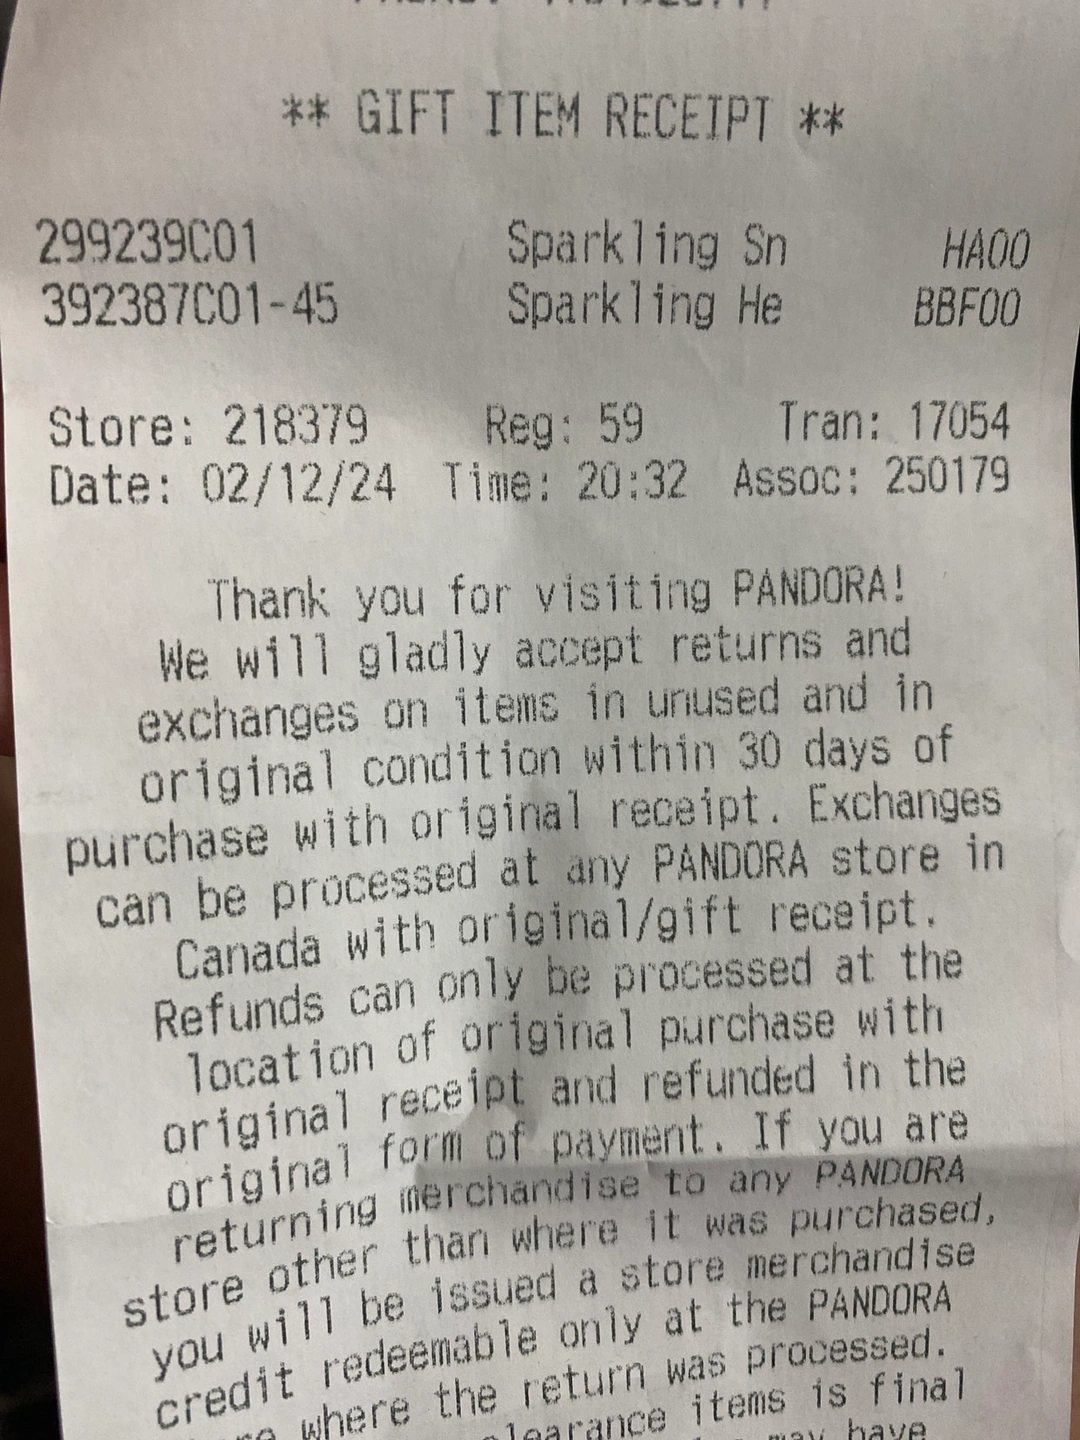 ** GIFT ITEM RECEIPT **
299239C01 Sparkling Sn HA00
392387C01-45 Sparkling He BBF00
Store: 218379 Reg: 59 Tran: 17054
Date: 02/12/24 Time: 20:32 Assoc: 250179
Thank you for visiting PANDORA!
We will gladly accept returns and
exchanges on items in unused and in
original condition within 30 days of
purchase with original receipt. Exchanges
can be processed at any PANDORA store in
Canada with original/gift receipt.
Refunds can only be processed at the
location of original purchase with
original receipt and refunded in the
original form of payment. If you are
returning merchandise to any PANDORA
store other than where it was purchased,
you will be issued a store merchandise
credit redeemable only at the PANDORA
where the return was processed.
clearance items is final
may have